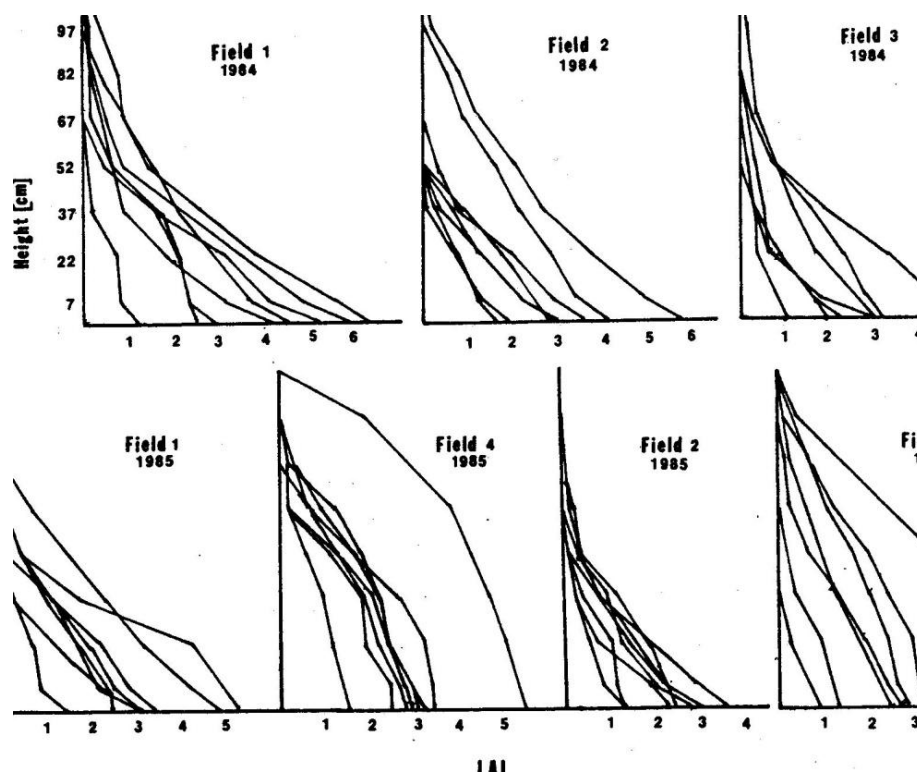 Field 1
1984
Field 2
1984
Field 3
1984
Height [cm]
97
82
67
52
37
22
7
1 2 3 4 5 6
1 2 3 4 5 6
1 2 3 4
Field 1
1985
Field 4
1985
Field 2
1985
1 2 3 4 5
1 2 3 4 5
1 2 3 4
1 2 3